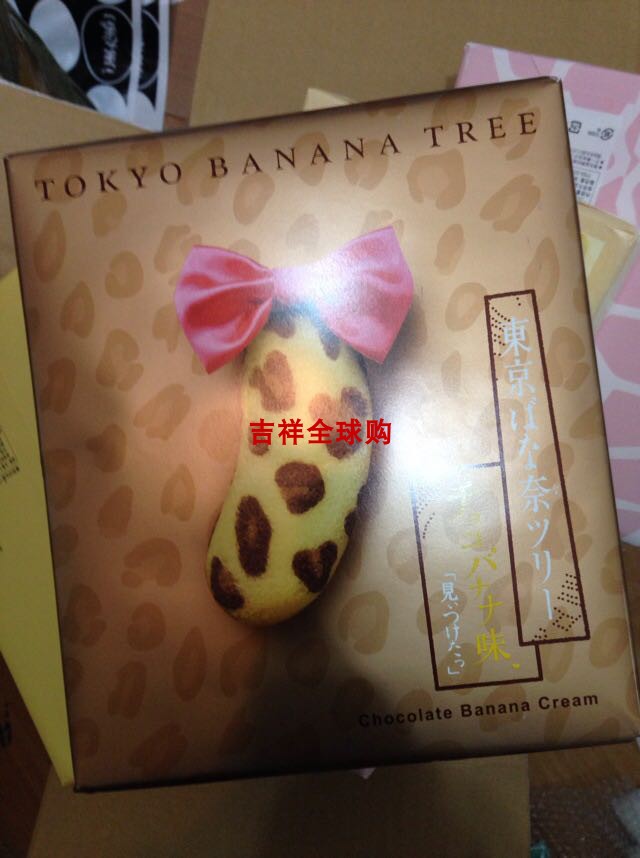 TOKYO BANANA TREE
吉祥全球购
東京ばな奈ツリー
チョコバナナ味、
「見ぃつけたっ」
Chocolate Banana Cream